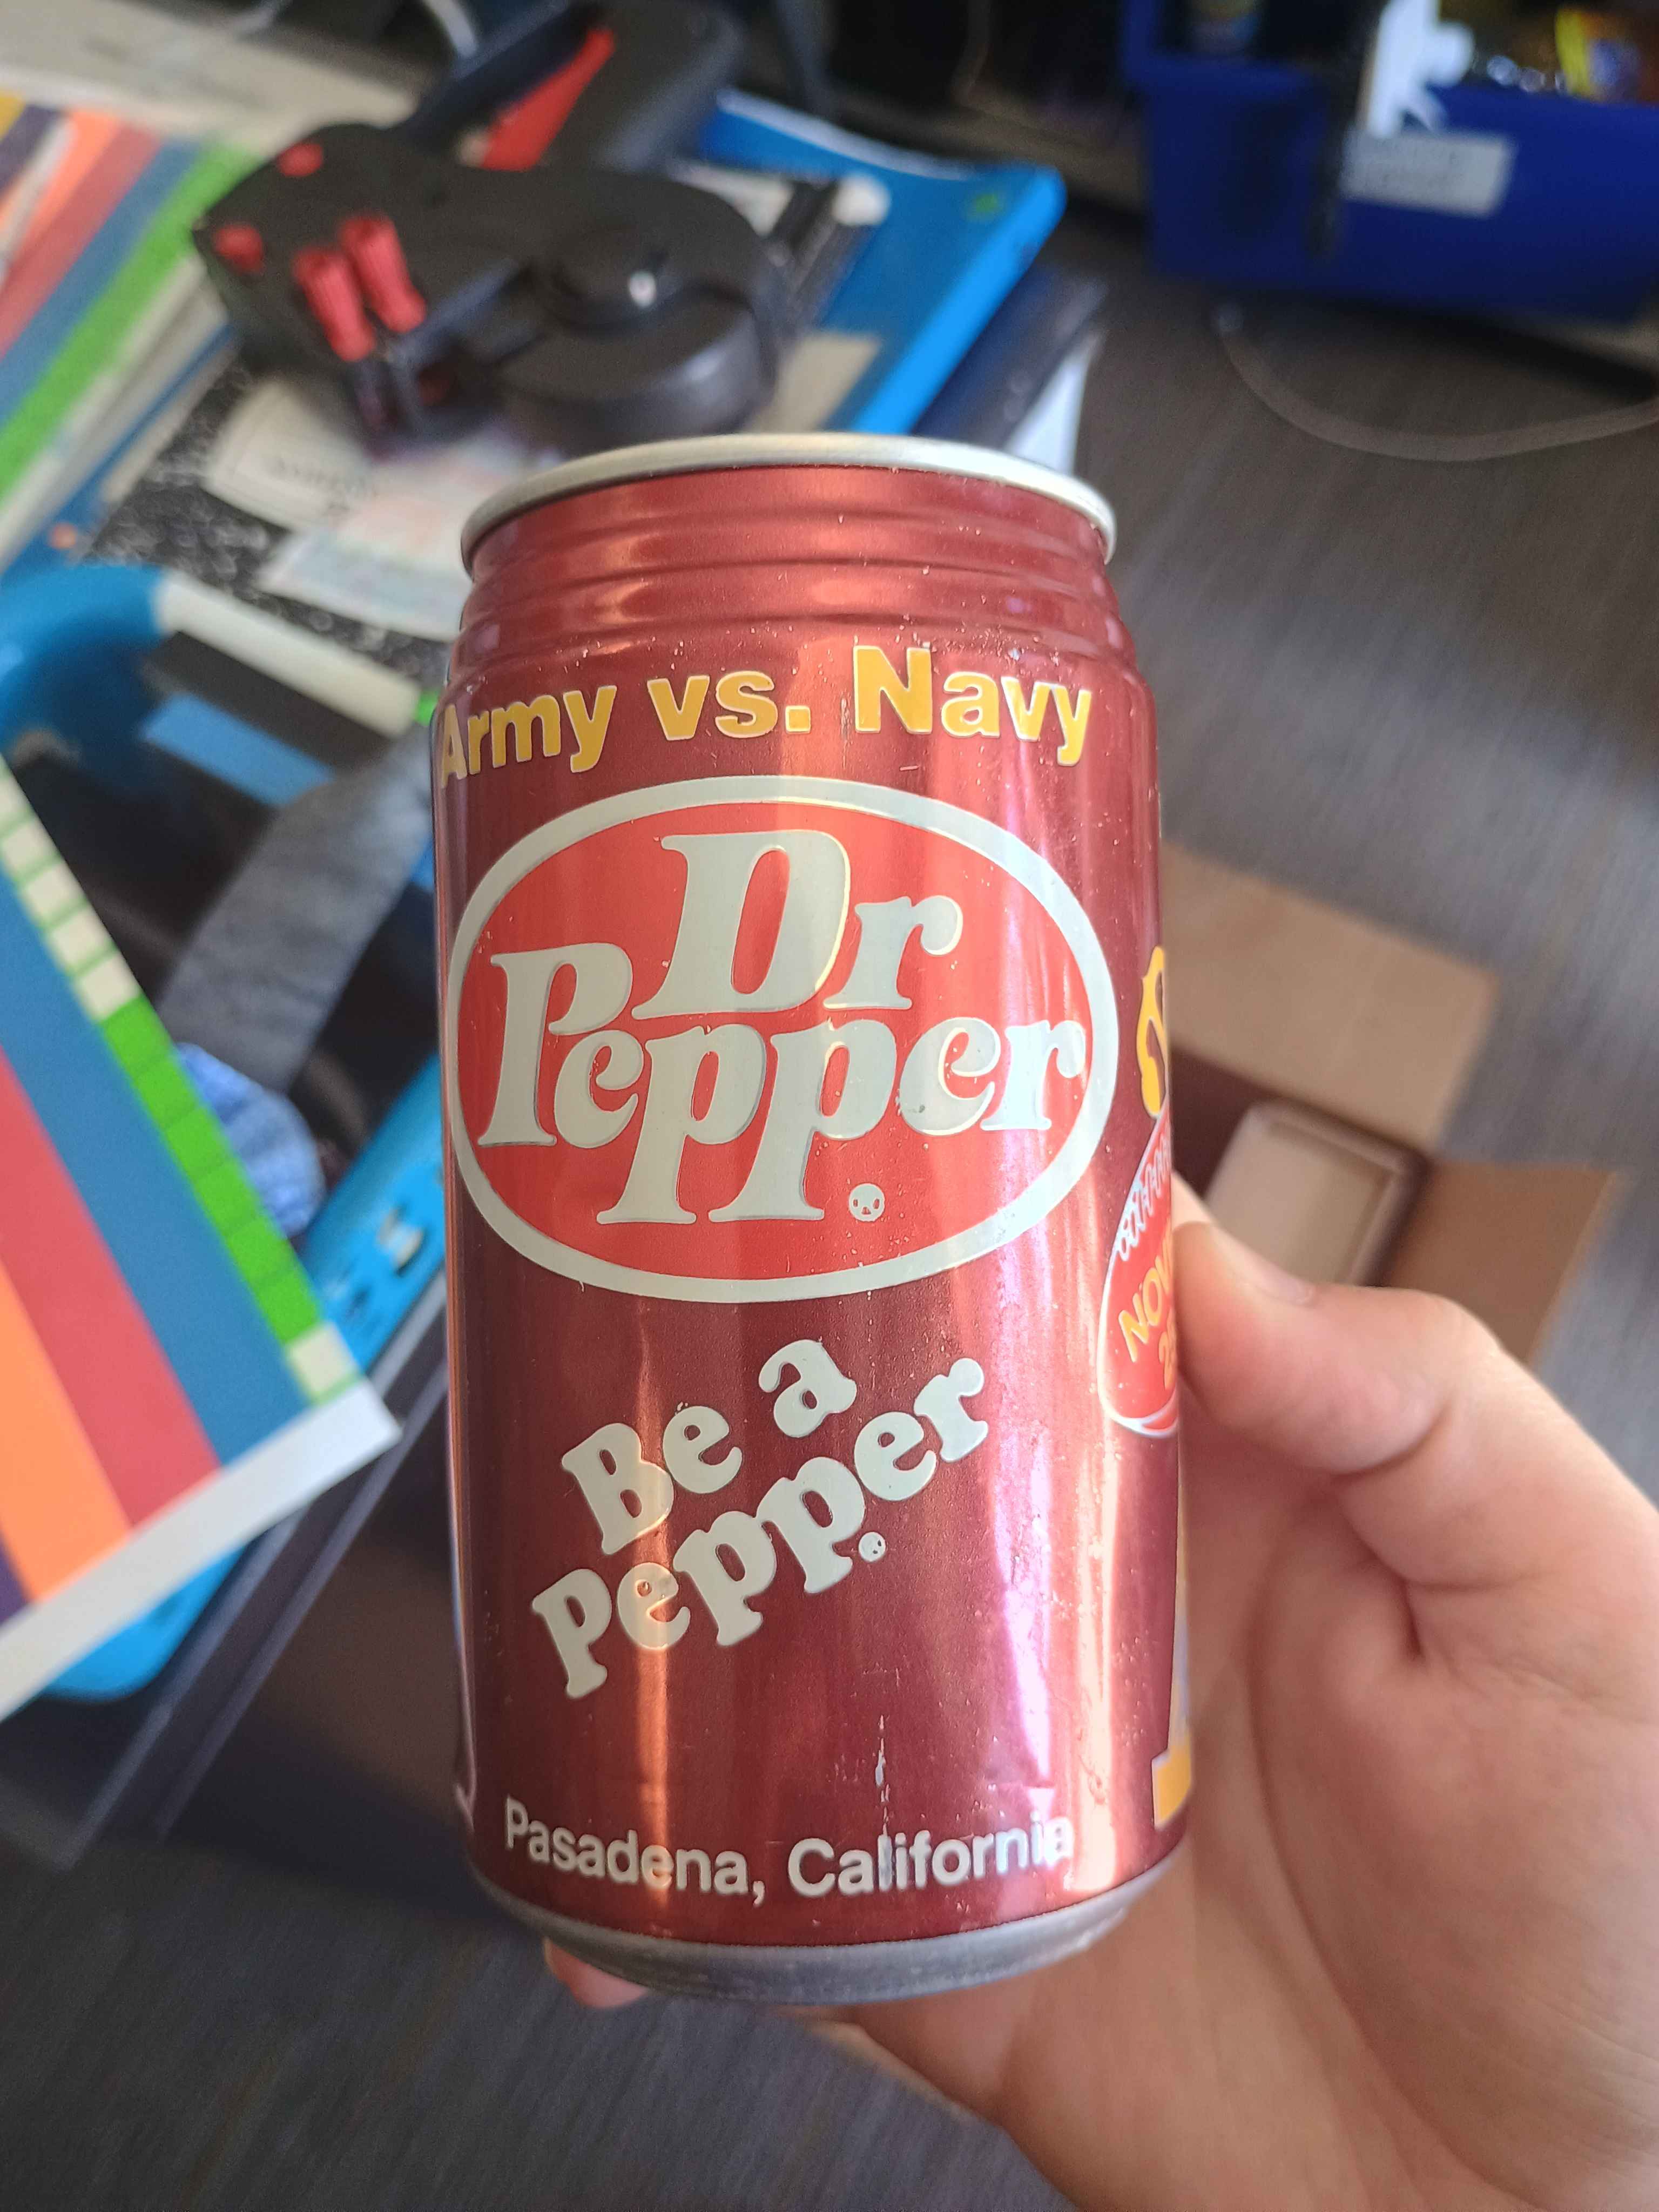 Army vs. Navy
Dr
Pepper.
Be a
Pepper.
Pasadena, California